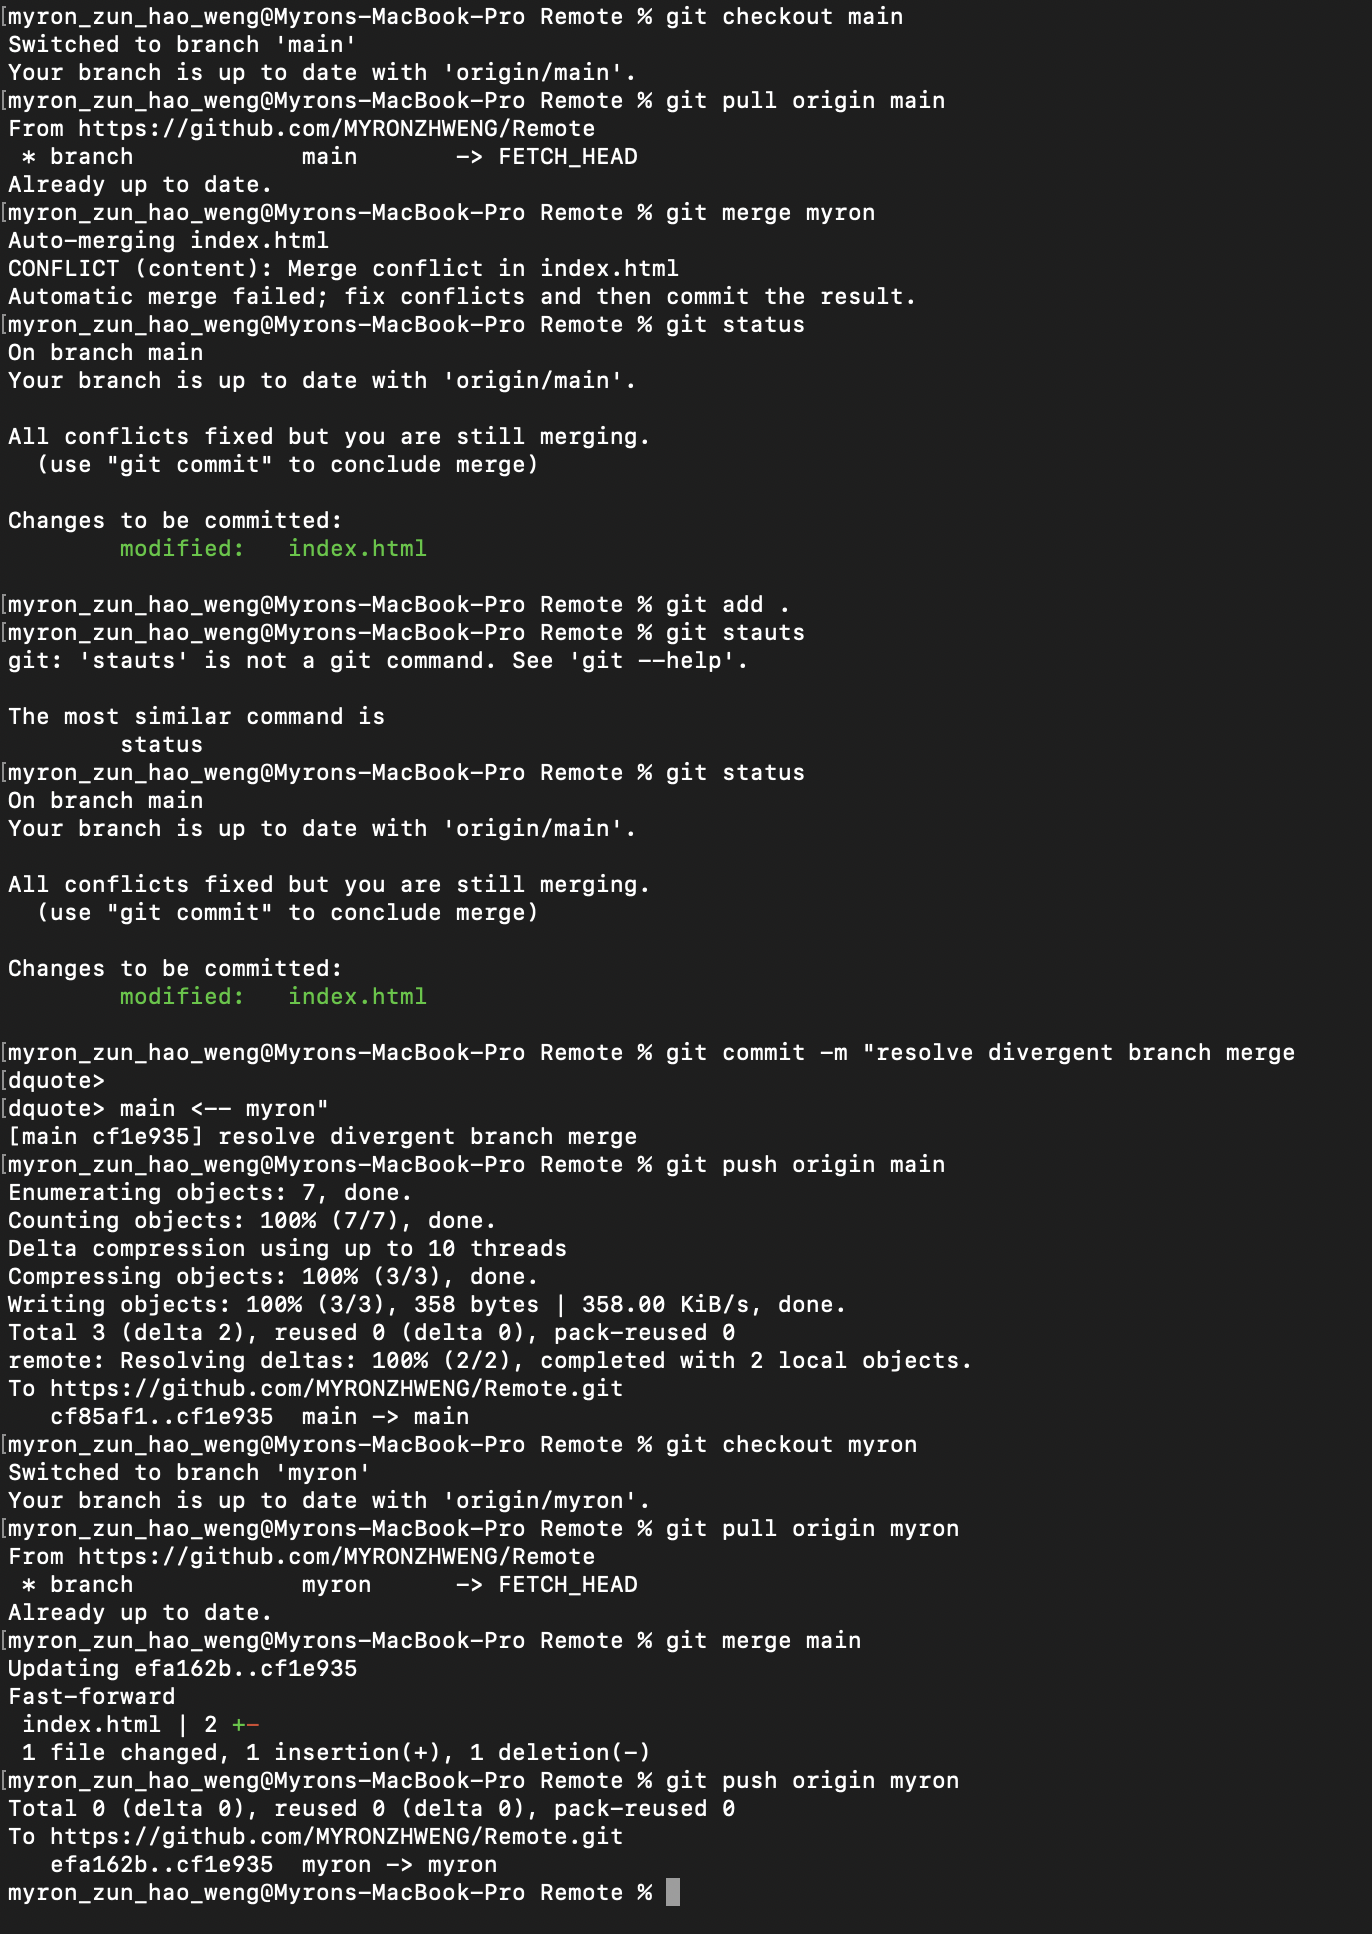 [myron_zun_hao_weng@Myrons-MacBook-Pro Remote % git checkout main
Switched to branch 'main'
Your branch is up to date with 'origin/main'.
[myron_zun_hao_weng@Myrons-MacBook-Pro Remote % git pull origin main
From https://github.com/MYRONZHWENG/Remote
 * branch            main       -> FETCH_HEAD
Already up to date.
[myron_zun_hao_weng@Myrons-MacBook-Pro Remote % git merge myron
Auto-merging index.html
CONFLICT (content): Merge conflict in index.html
Automatic merge failed; fix conflicts and then commit the result.
[myron_zun_hao_weng@Myrons-MacBook-Pro Remote % git status
On branch main
Your branch is up to date with 'origin/main'.

All conflicts fixed but you are still merging.
  (use "git commit" to conclude merge)

Changes to be committed:
        modified:   index.html

[myron_zun_hao_weng@Myrons-MacBook-Pro Remote % git add .
[myron_zun_hao_weng@Myrons-MacBook-Pro Remote % git stauts
git: 'stauts' is not a git command. See 'git --help'.

The most similar command is
        status
[myron_zun_hao_weng@Myrons-MacBook-Pro Remote % git status
On branch main
Your branch is up to date with 'origin/main'.

All conflicts fixed but you are still merging.
  (use "git commit" to conclude merge)

Changes to be committed:
        modified:   index.html

[myron_zun_hao_weng@Myrons-MacBook-Pro Remote % git commit -m "resolve divergent branch merge
[dquote>
[dquote> main <-- myron"
[main cf1e935] resolve divergent branch merge
[myron_zun_hao_weng@Myrons-MacBook-Pro Remote % git push origin main
Enumerating objects: 7, done.
Counting objects: 100% (7/7), done.
Delta compression using up to 10 threads
Compressing objects: 100% (3/3), done.
Writing objects: 100% (3/3), 358 bytes | 358.00 KiB/s, done.
Total 3 (delta 2), reused 0 (delta 0), pack-reused 0
remote: Resolving deltas: 100% (2/2), completed with 2 local objects.
To https://github.com/MYRONZHWENG/Remote.git
   cf85af1..cf1e935  main -> main
[myron_zun_hao_weng@Myrons-MacBook-Pro Remote % git checkout myron
Switched to branch 'myron'
Your branch is up to date with 'origin/myron'.
[myron_zun_hao_weng@Myrons-MacBook-Pro Remote % git pull origin myron
From https://github.com/MYRONZHWENG/Remote
 * branch            myron      -> FETCH_HEAD
Already up to date.
[myron_zun_hao_weng@Myrons-MacBook-Pro Remote % git merge main
Updating efa162b..cf1e935
Fast-forward
 index.html | 2 +-
 1 file changed, 1 insertion(+), 1 deletion(-)
[myron_zun_hao_weng@Myrons-MacBook-Pro Remote % git push origin myron
Total 0 (delta 0), reused 0 (delta 0), pack-reused 0
To https://github.com/MYRONZHWENG/Remote.git
   efa162b..cf1e935  myron -> myron
myron_zun_hao_weng@Myrons-MacBook-Pro Remote %